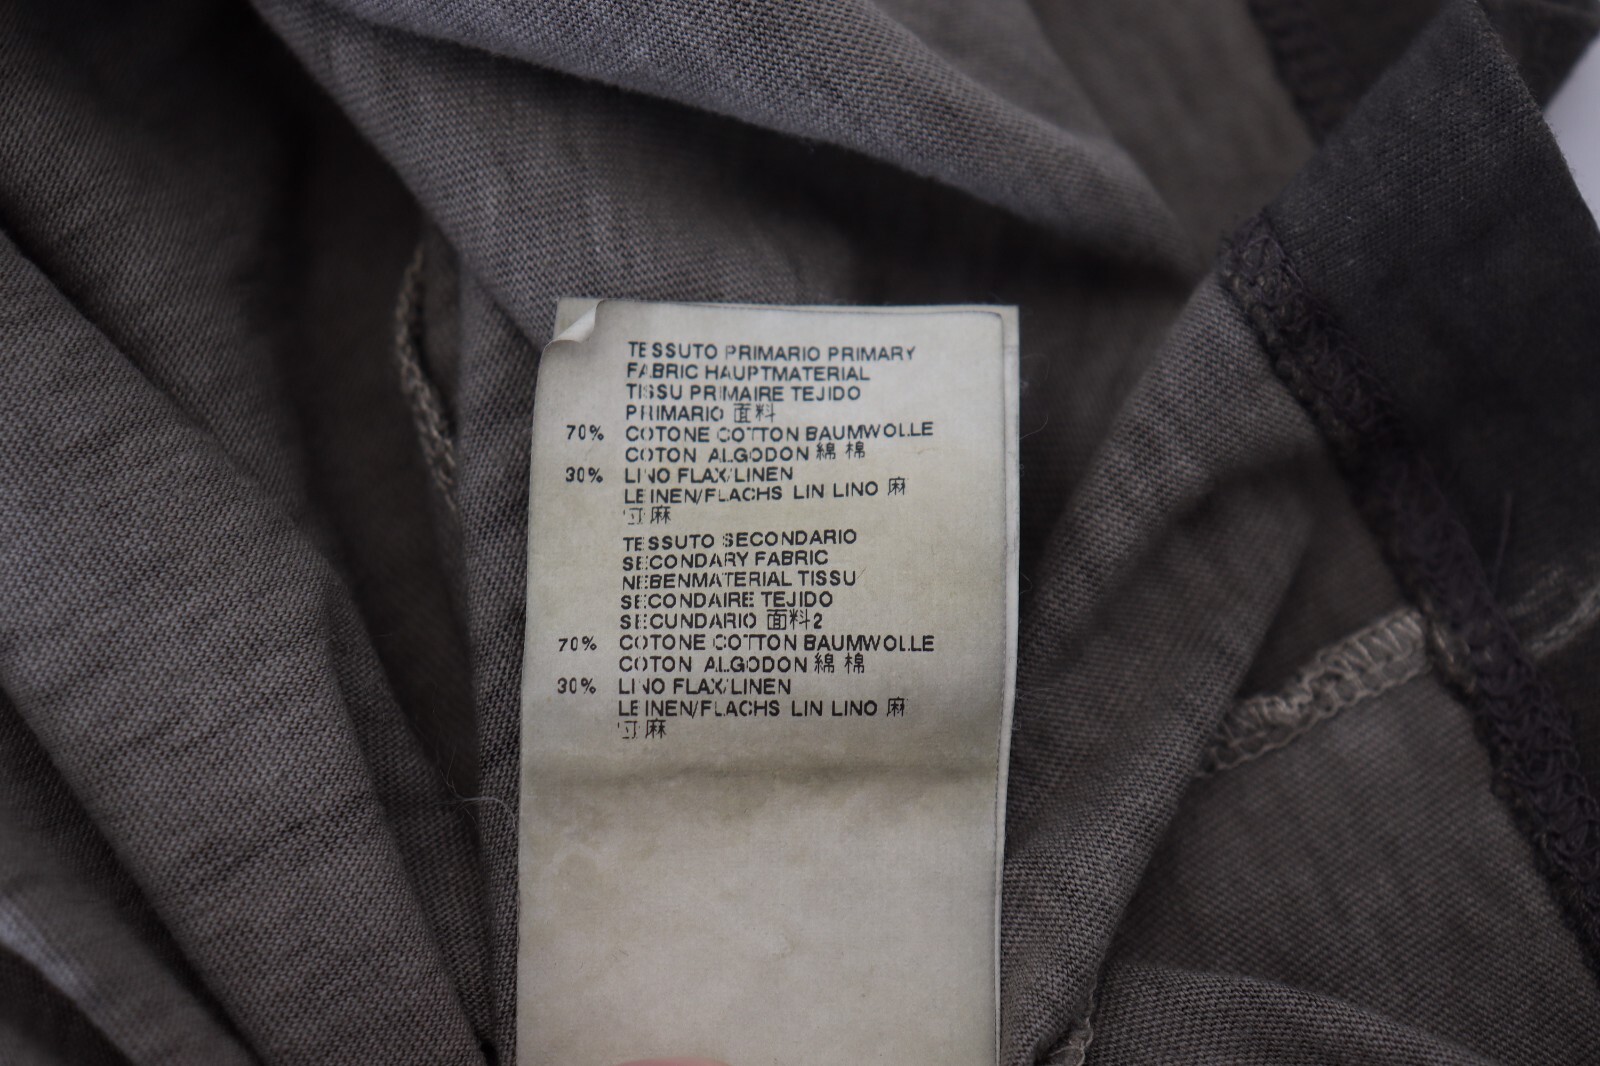 TESSUTO PRIMARIO PRIMARY
FABRIC HAUPTMATERIAL
TISSU PRIMAIRE TEJIDO
PRIMARIO 面料
70% COTONE COTTON BAUMWOLLE
COTON ALGODON 綿 棉
30% LINO FLAX/LINEN
LEINEN/FLACHS LIN LINO 麻
亚麻
TESSUTO SECONDARIO
SECONDARY FABRIC
NEBENMATERIAL TISSU
SECONDAIRE TEJIDO
SECUNDARIO 面料2
70% COTONE COTTON BAUMWOLLE
COTON ALGODON 綿 棉
30% LINO FLAX/LINEN
LEINEN/FLACHS LIN LINO 麻
亚麻